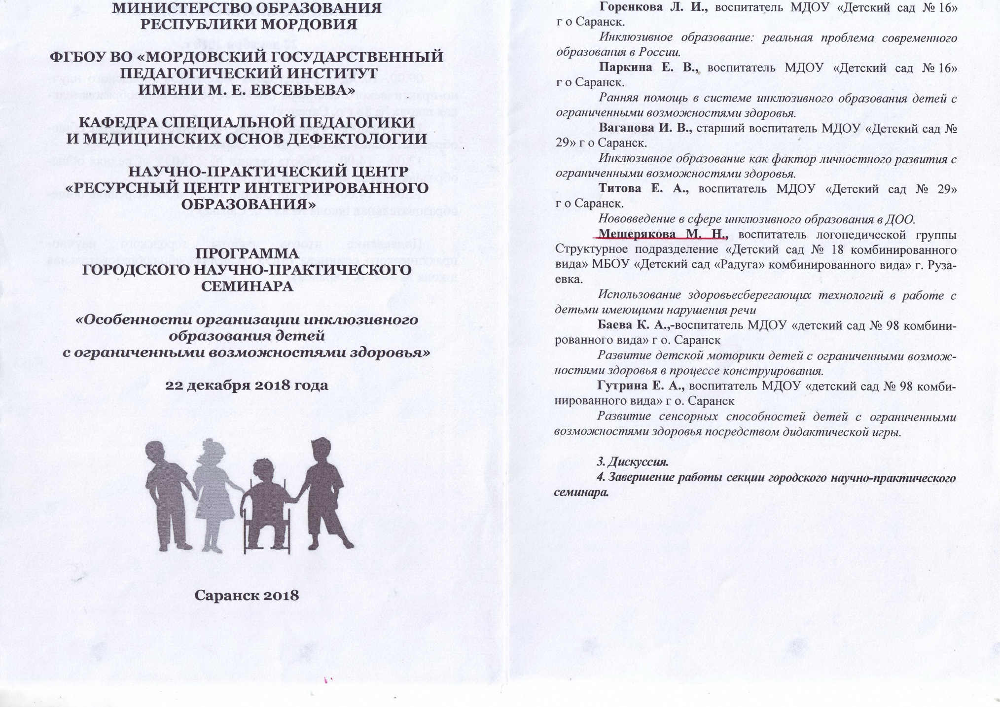 МИНИСТЕРСТВО ОБРАЗОВАНИЯ
РЕСПУБЛИКИ МОРДОВИЯ
ФГБОУ ВО «МОРДОВСКИЙ ГОСУДАРСТВЕННЫЙ
ПЕДАГОГИЧЕСКИЙ ИНСТИТУТ
ИМЕНИ М. Е. ЕВСЕВЬЕВА»
КАФЕДРА СПЕЦИАЛЬНОЙ ПЕДАГОГИКИ
И МЕДИЦИНСКИХ ОСНОВ ДЕФЕКТОЛОГИИ
НАУЧНО-ПРАКТИЧЕСКИЙ ЦЕНТР
«РЕСУРСНЫЙ ЦЕНТР ИНТЕГРИРОВАННОГО
ОБРАЗОВАНИЯ»
ПРОГРАММА
ГОРОДСКОГО НАУЧНО-ПРАКТИЧЕСКОГО
СЕМИНАРА
«Особенности организации инклюзивного
образования детей
с ограниченными возможностями здоровья»
22 декабря 2018 года
Саранск 2018
Горенкова Л. И., воспитатель МДОУ «Детский сад № 16»
г о Саранск.
Инклюзивное образование: реальная проблема современного
образования в России.
Паркина Е. В., воспитатель МДОУ «Детский сад № 16»
г о Саранск.
Ранняя помощь в системе инклюзивного образования детей с
ограниченными возможностями здоровья.
Вагапова И. В., старший воспитатель МДОУ «Детский сад №
29» г о Саранск.
Инклюзивное образование как фактор личностного развития с
ограниченными возможностями здоровья.
Титова Е. А., воспитатель МДОУ «Детский сад № 29»
г о Саранск.
Нововведение в сфере инклюзивного образования в ДОО.
Мещерякова М. Н., воспитатель логопедической группы
Структурное подразделение «Детский сад № 18 комбинированного
вида» МБОУ «Детский сад «Радуга» комбинированного вида» г. Руза-
евка.
Использование здоровьесберегающих технологий в работе с
детьми имеющими нарушения речи
Баева К. А.,-воспитатель МДОУ «детский сад № 98 комбини-
рованного вида» г о. Саранск
Развитие детской моторики детей с ограниченными возмож-
ностями здоровья в процессе конструирования.
Гутрина Е. А., воспитатель МДОУ «детский сад № 98 комби-
нированного вида» г о. Саранск
Развитие сенсорных способностей детей с ограниченными
возможностями здоровья посредством дидактической игры.
3. Дискуссия.
4. Завершение работы секции городского научно-практического
семинара.